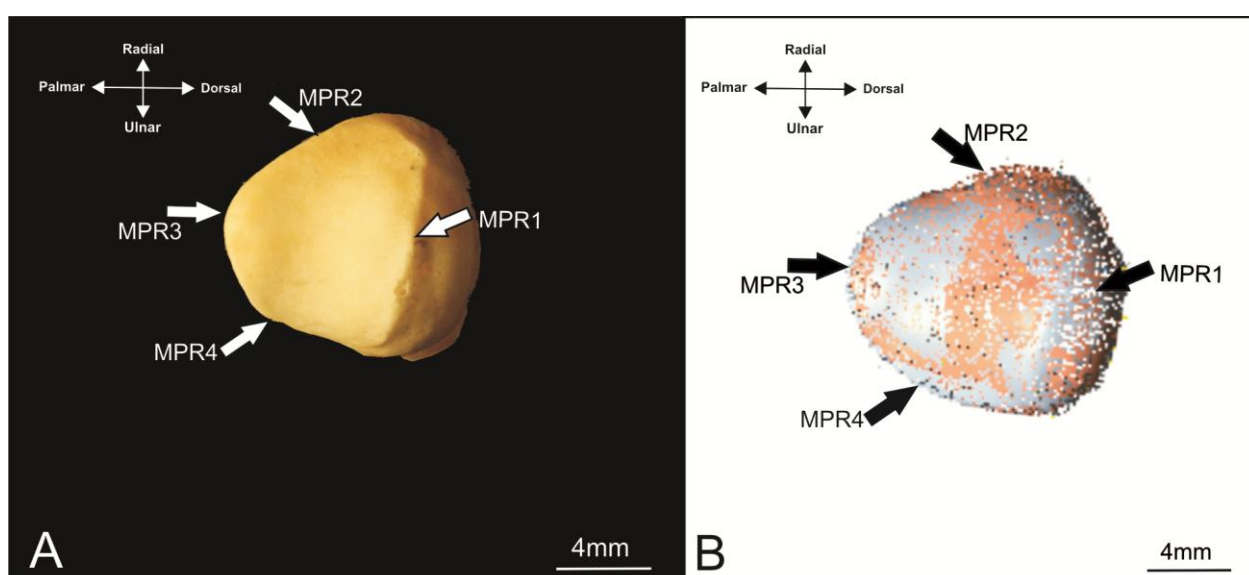 Radial
Palmar
Dorsal
Ulnar
MPR2
MPR3
MPR1
MPR4
A
4mm
Radial
Palmar
Dorsal
Ulnar
MPR2
MPR3
MPR1
MPR4
B
4mm